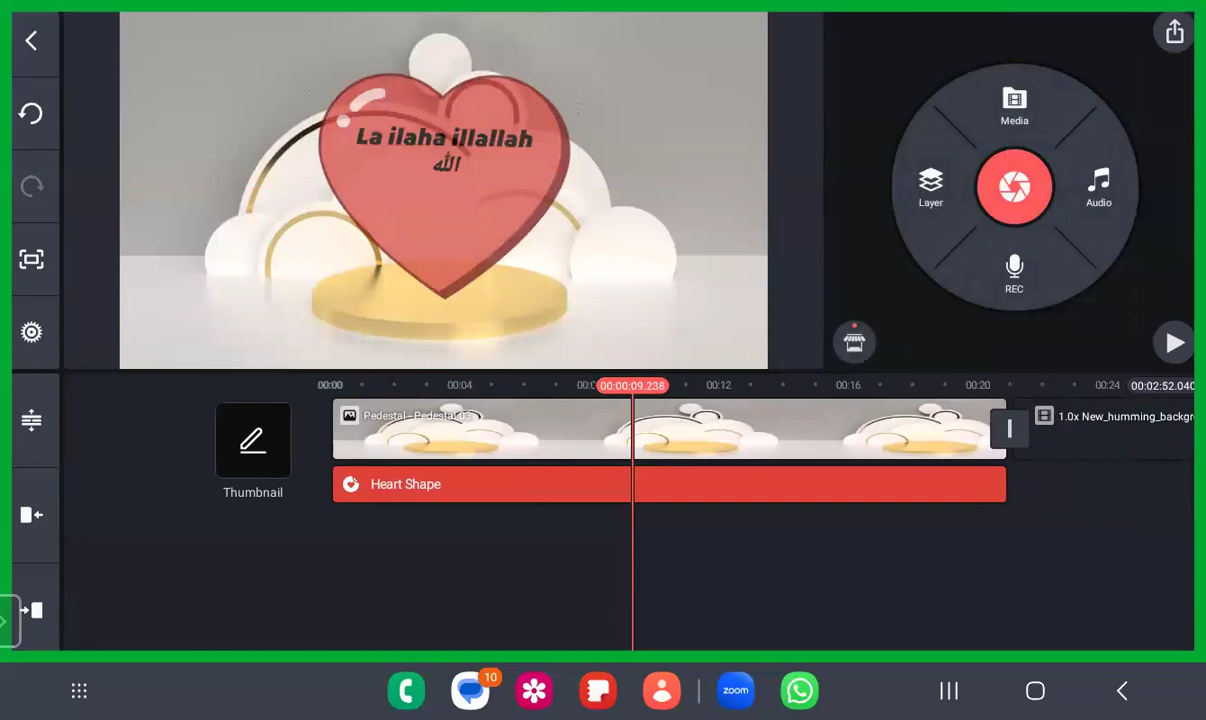 La ilaha illallah
الله
Media
Layer
Audio
REC
00:00
00:04
00:00:09.238
00:12
00:16
00:20
00:24
00:02:52.040
Pedestal - Pedestal 03
1.0x New_humming_backgr
Thumbnail
Heart Shape
10
zoom